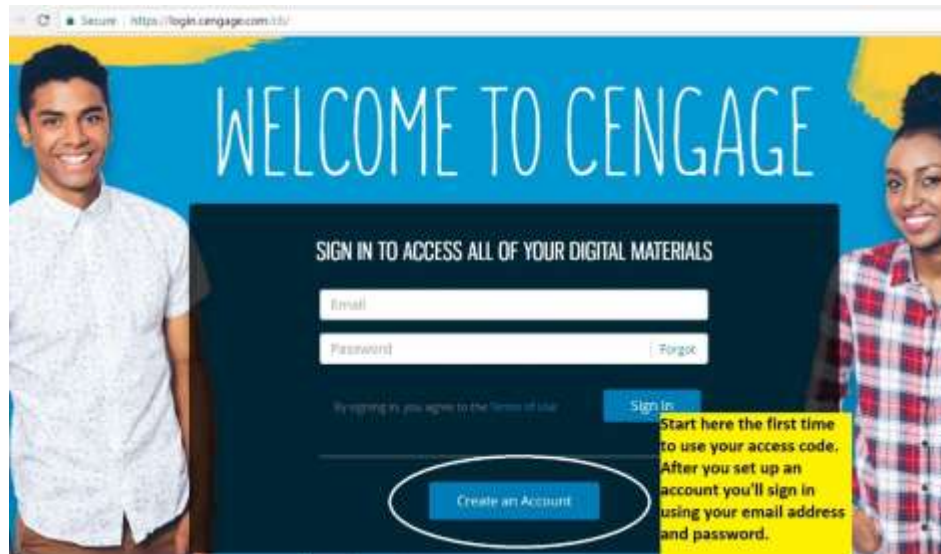 Secure https://login.cengage.com/cb/
WELCOME TO CENGAGE
SIGN IN TO ACCESS ALL OF YOUR DIGITAL MATERIALS
Email
Password Forgot
By signing in, you agree to the Terms of Use Sign In
Start here the first time
to use your access code.
After you set up an
account you'll sign in
using your email address
and password.
Create an Account